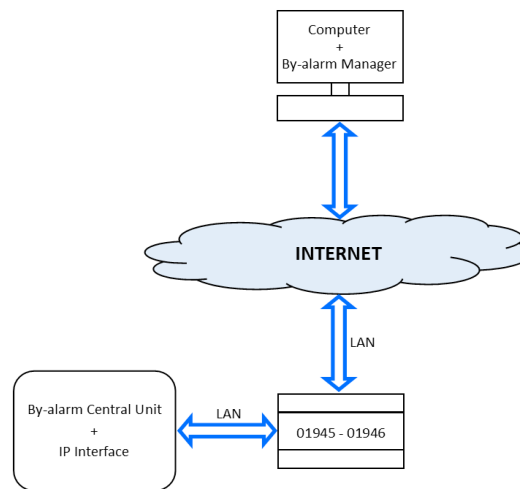 Computer
+
By-alarm Manager
INTERNET
LAN
By-alarm Central Unit
+
IP Interface
LAN
01945 - 01946